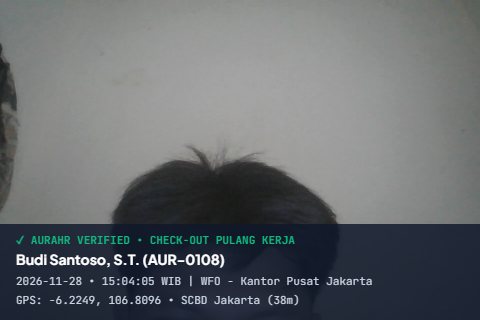 ✓ AURAHR VERIFIED • CHECK-OUT PULANG KERJA
Budi Santoso, S.T. (AUR-0108)
2026-11-28 • 15:04:05 WIB | WFO - Kantor Pusat Jakarta
GPS: -6.2249, 106.8096 • SCBD Jakarta (38m)